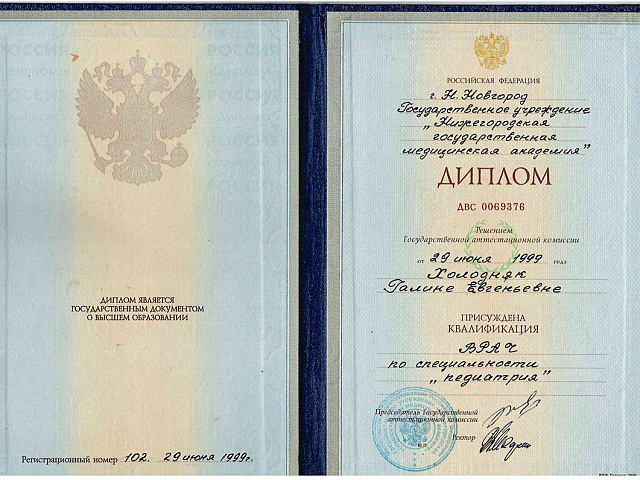 РОССИЯ
ДИПЛОМ ЯВЛЯЕТСЯ
ГОСУДАРСТВЕННЫМ ДОКУМЕНТОМ
О ВЫСШЕМ ОБРАЗОВАНИИ
Регистрационный номер 102. 29 июня 1999г.
РОССИЙСКАЯ ФЕДЕРАЦИЯ
г. Н. Новгород
Государственное учреждение
„Нижегородская
государственная
медицинская академия"
ДИПЛОМ
ДВС 0069376
Решением
Государственной аттестационной комиссии
от 29 июня 1999 года
Холодняк
Галине Евгеньевне
ПРИСУЖДЕНА
КВАЛИФИКАЦИЯ
ВРАЧ
по специальности
„педиатрия"
Председатель Государственной
аттестационной комиссии
Ректор